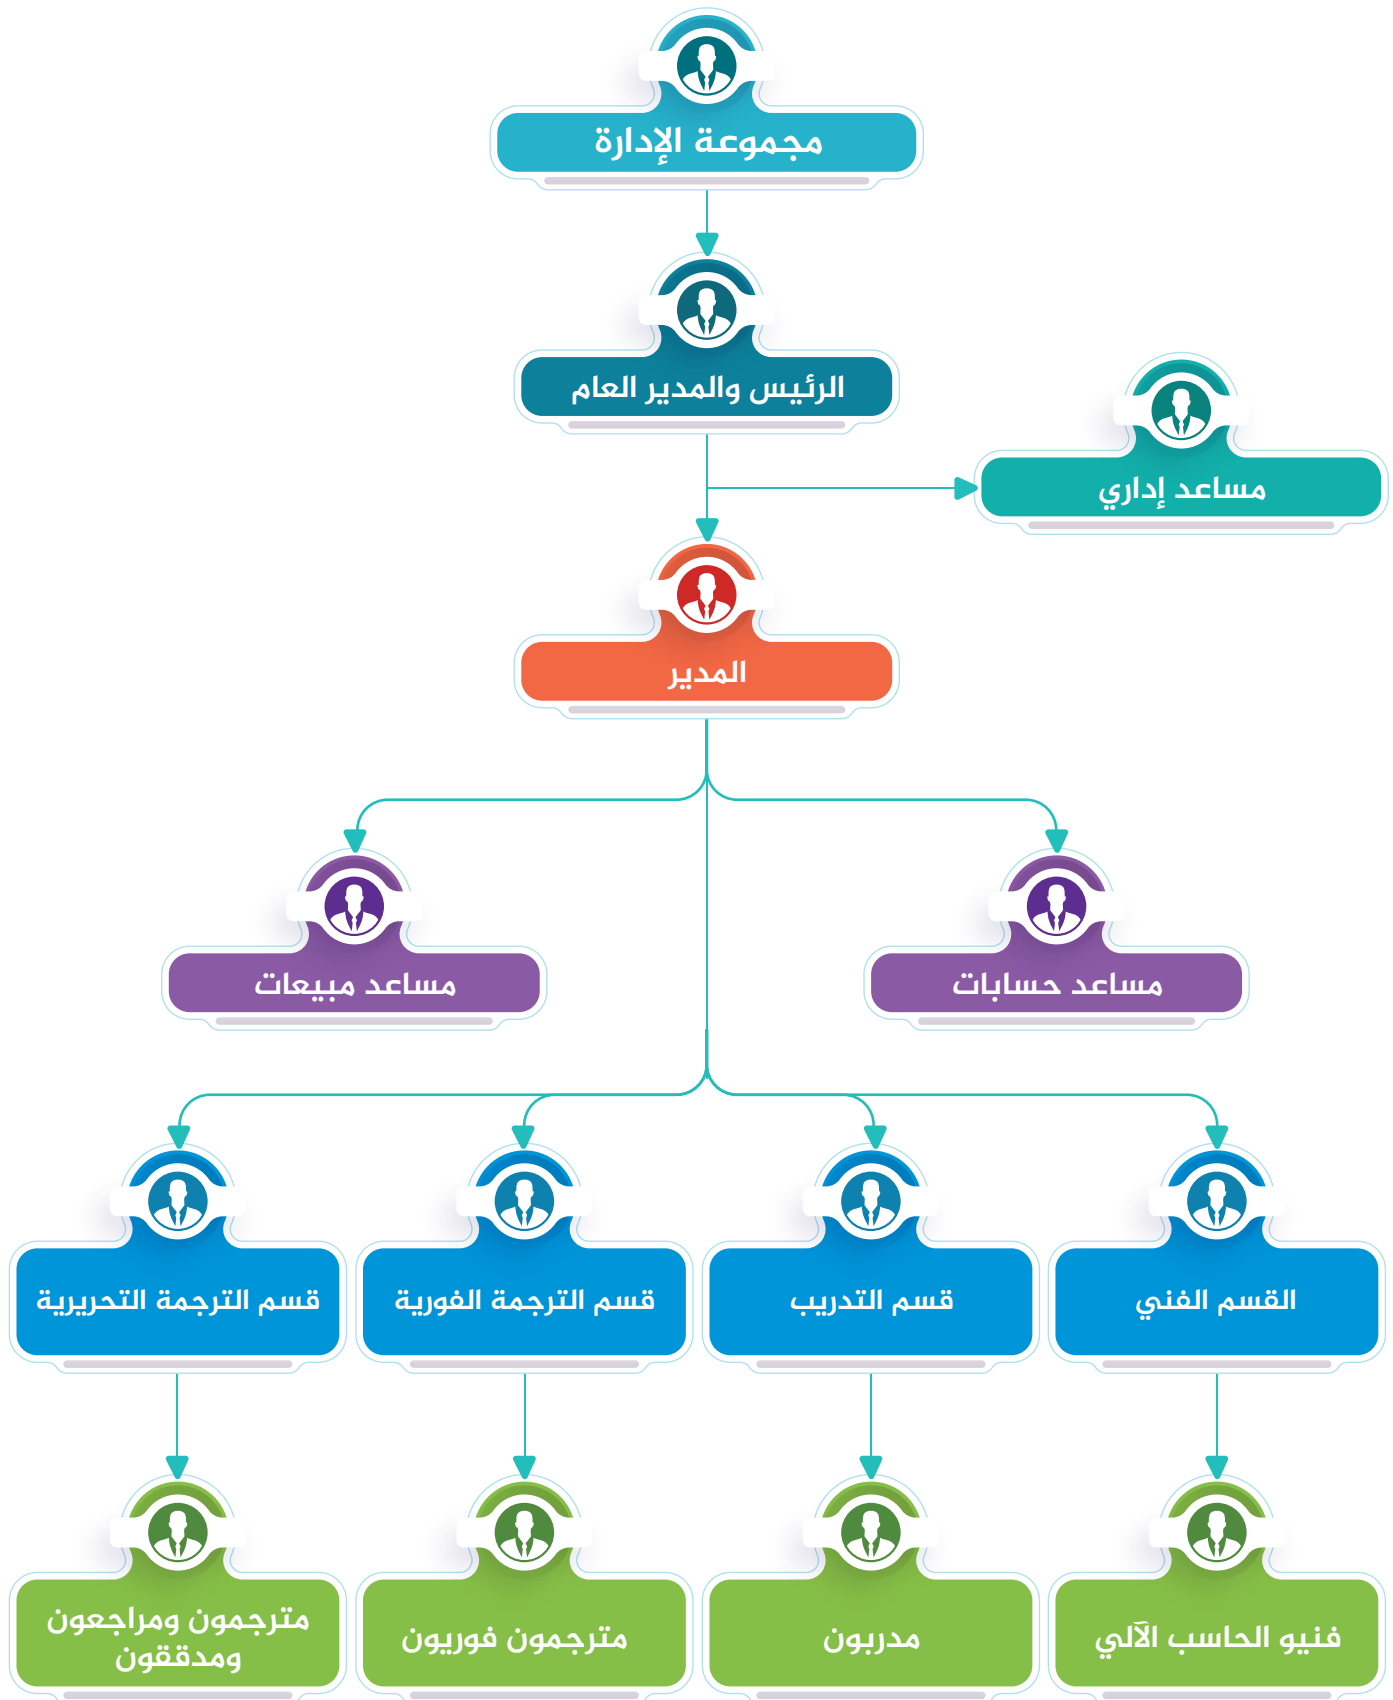 مجموعة الإدارة
الرئيس والمدير العام
مساعد إداري
المدير
مساعد حسابات
مساعد مبيعات
القسم الفني
قسم التدريب
قسم الترجمة الفورية
قسم الترجمة التحريرية
فنيو الحاسب الآلي
مدربون
مترجمون فوريون
مترجمون ومراجعون
ومدققون